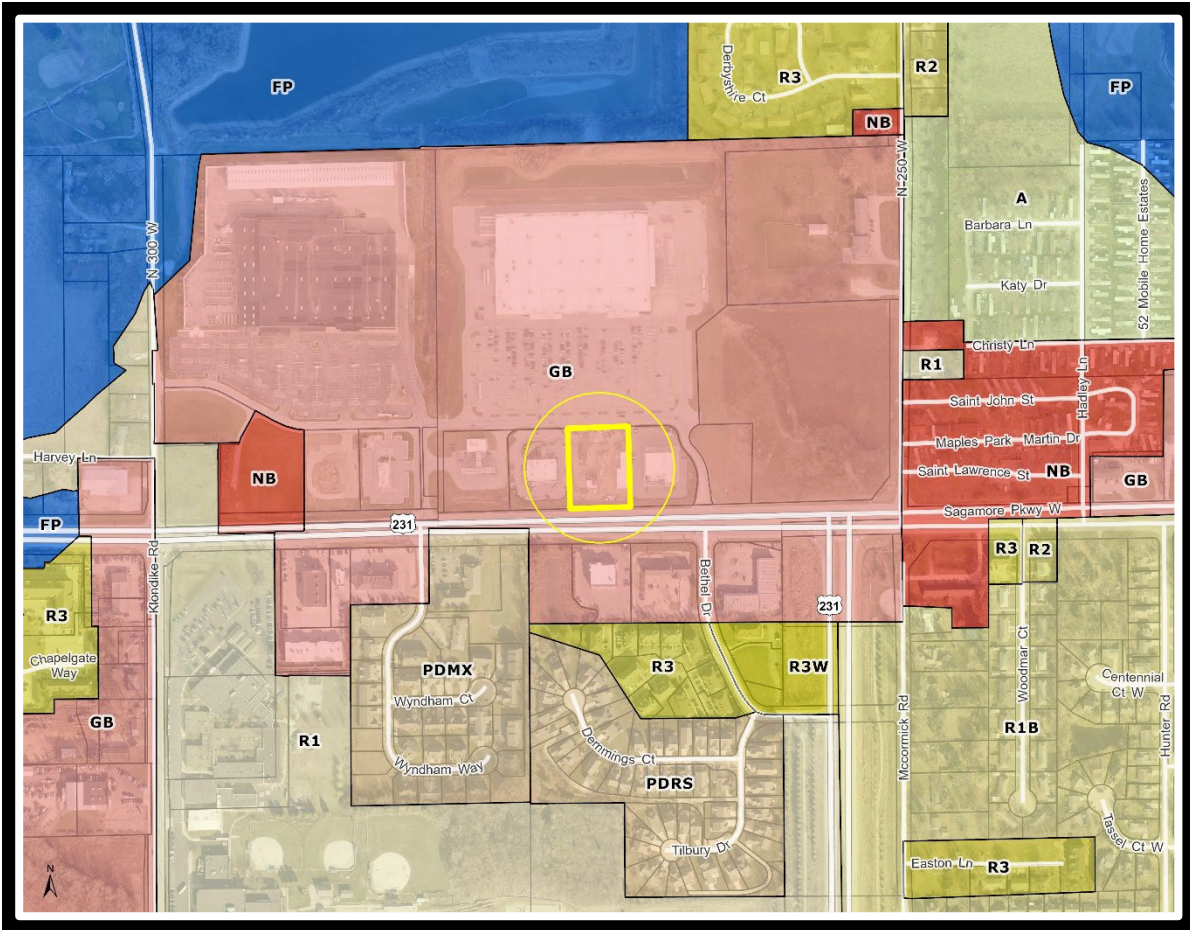 FP
R3
R2
FP
Derbyshire Ct
NB
N 250 W
A
52 Mobile Home Estates
Barbara Ln
N 300 W
Katy Dr
Christy Ln
R1
GB
Hadley Ln
Saint John St
Maples Park Martin Dr
Harvey Ln
Saint Lawrence St
NB
NB
GB
Sagamore Pkwy W
FP
231
R3
R2
Klondike Rd
Bethel Dr
231
R3
Chapelgate
Way
PDMX
R3
R3W
Woodmar Ct
Centennial
Ct W
Wyndham Ct
GB
R1
Mccormick Rd
R1B
Hunter Rd
Demmings Ct
Wyndham Way
PDRS
Tassel Ct W
Tilbury Dr
Easton Ln
R3
N